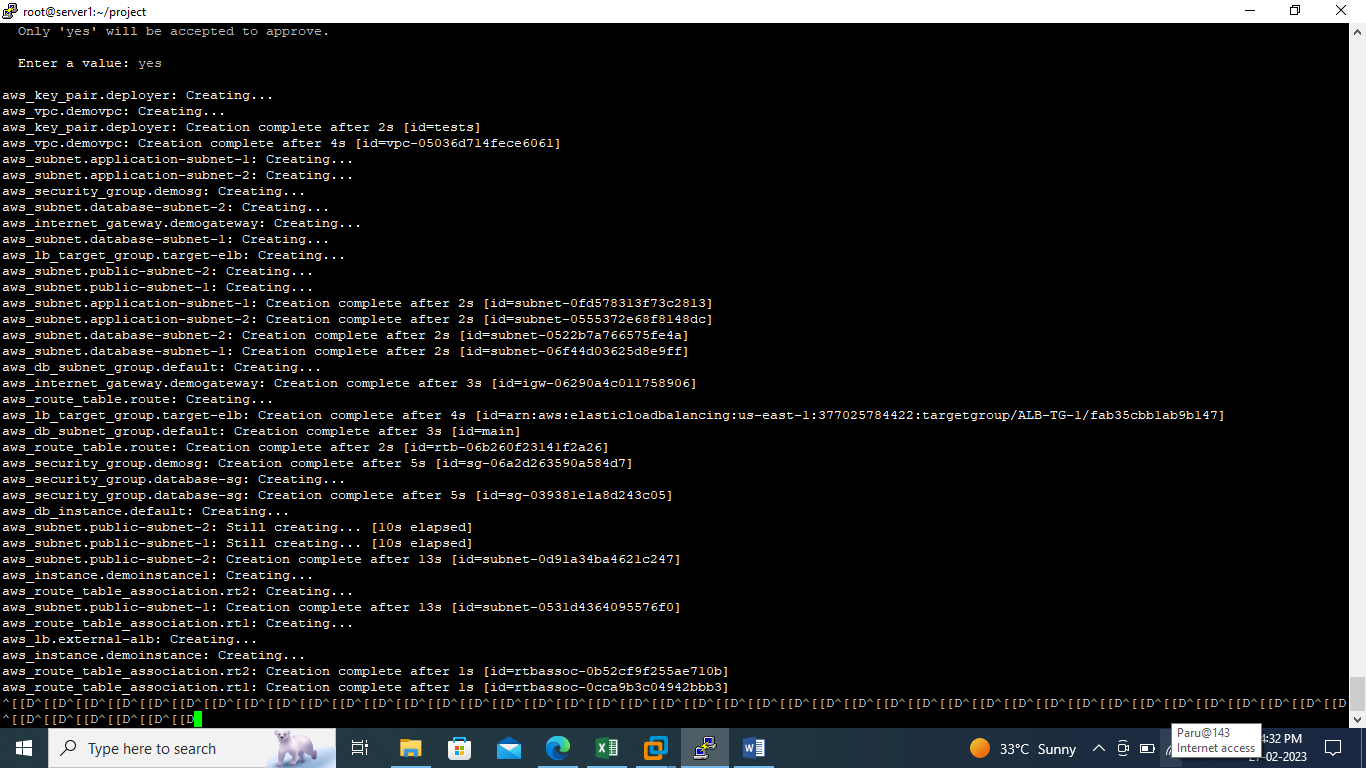 root@server1:~/project
Only 'yes' will be accepted to approve.
Enter a value: yes
aws_key_pair.deployer: Creating...
aws_vpc.demovpc: Creating...
aws_key_pair.deployer: Creation complete after 2s [id=tests]
aws_vpc.demovpc: Creation complete after 4s [id=vpc-05036d714fece6061]
aws_subnet.application-subnet-1: Creating...
aws_subnet.application-subnet-2: Creating...
aws_security_group.demosg: Creating...
aws_subnet.database-subnet-2: Creating...
aws_internet_gateway.demogateway: Creating...
aws_subnet.database-subnet-1: Creating...
aws_lb_target_group.target-elb: Creating...
aws_subnet.public-subnet-2: Creating...
aws_subnet.public-subnet-1: Creating...
aws_subnet.application-subnet-1: Creation complete after 2s [id=subnet-0fd578313f73c2813]
aws_subnet.application-subnet-2: Creation complete after 2s [id=subnet-0555372e68f8148dc]
aws_subnet.database-subnet-2: Creation complete after 2s [id=subnet-0522b7a766575fe4a]
aws_subnet.database-subnet-1: Creation complete after 2s [id=subnet-06f44d03625d8e9ff]
aws_db_subnet_group.default: Creating...
aws_internet_gateway.demogateway: Creation complete after 3s [id=igw-06290a4c011758906]
aws_route_table.route: Creating...
aws_lb_target_group.target-elb: Creation complete after 4s [id=arn:aws:elasticloadbalancing:us-east-1:377025784422:targetgroup/ALB-TG-1/fab35cbb1ab9b147]
aws_db_subnet_group.default: Creation complete after 3s [id=main]
aws_route_table.route: Creation complete after 2s [id=rtb-06b260f23141f2a26]
aws_security_group.demosg: Creation complete after 5s [id=sg-06a2d263590a584d7]
aws_security_group.database-sg: Creating...
aws_security_group.database-sg: Creation complete after 5s [id=sg-039381e1a8d243c05]
aws_db_instance.default: Creating...
aws_subnet.public-subnet-2: Still creating... [10s elapsed]
aws_subnet.public-subnet-1: Still creating... [10s elapsed]
aws_subnet.public-subnet-2: Creation complete after 13s [id=subnet-0d91a34ba4621c247]
aws_instance.demoinstance1: Creating...
aws_route_table_association.rt2: Creating...
aws_subnet.public-subnet-1: Creation complete after 13s [id=subnet-0531d4364095576f0]
aws_route_table_association.rt1: Creating...
aws_lb.external-alb: Creating...
aws_instance.demoinstance: Creating...
aws_route_table_association.rt2: Creation complete after 1s [id=rtbassoc-0b52cf9f255ae710b]
aws_route_table_association.rt1: Creation complete after 1s [id=rtbassoc-0cca9b3c04942bbb3]
^[[D^[[D^[[D^[[D^[[D^[[D^[[D^[[D^[[D^[[D^[[D^[[D^[[D^[[D^[[D^[[D^[[D^[[D^[[D^[[D^[[D^[[D^[[D^[[D^[[D^[[D^[[D^[[D^[[D^[[D^[[D^[[D^[[D^[[D^[[D^[[D^[[D^[[D^[[D^[[D^[[D^[[D
^[[D^[[D^[[D^[[D^[[D^[[D
Type here to search
33°C Sunny
Paru@143
Internet access
4:32 PM
27-02-2023